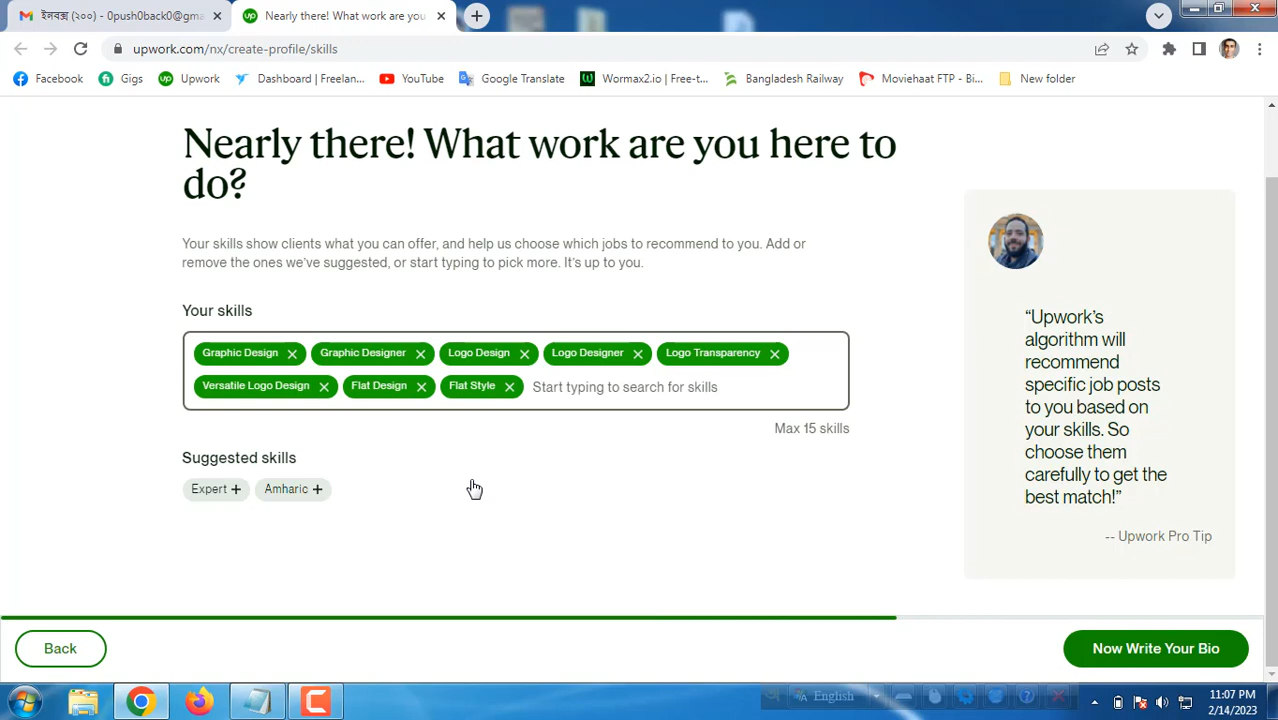 ইনবক্স (২০০) - 0push0back0@gma
Nearly there! What work are you
upwork.com/nx/create-profile/skills
Facebook
Gigs
Upwork
Dashboard | Freelan...
YouTube
Google Translate
Wormax2.io | Free-t...
Bangladesh Railway
Moviehaat FTP - Bi...
New folder
Nearly there! What work are you here to
do?
Your skills show clients what you can offer, and help us choose which jobs to recommend to you. Add or
remove the ones we've suggested, or start typing to pick more. It's up to you.
Your skills
Graphic Design
Graphic Designer
Logo Design
Logo Designer
Logo Transparency
Versatile Logo Design
Flat Design
Flat Style
Start typing to search for skills
Max 15 skills
Suggested skills
Expert +
Amharic +
“Upwork's
algorithm will
recommend
specific job posts
to you based on
your skills. So
choose them
carefully to get the
best match!”
-- Upwork Pro Tip
Back
Now Write Your Bio
English
11:07 PM
2/14/2023